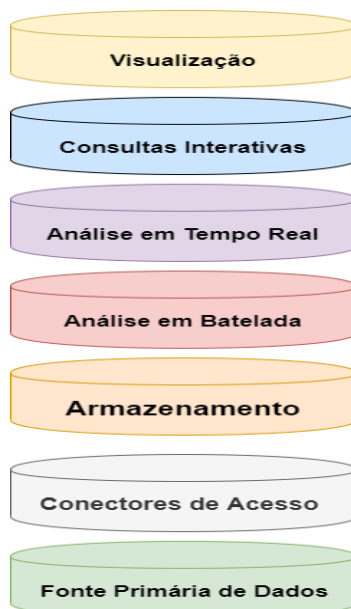 Visualização
Consultas Interativas
Análise em Tempo Real
Análise em Batelada
Armazenamento
Conectores de Acesso
Fonte Primária de Dados